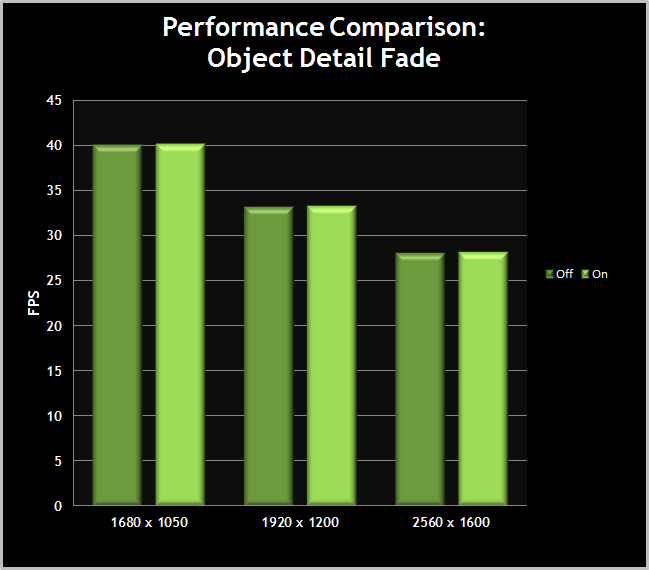 Performance Comparison:
Object Detail Fade
45
40
35
30
25
20
15
10
5
0
FPS
1680 x 1050
1920 x 1200
2560 x 1600
Off On